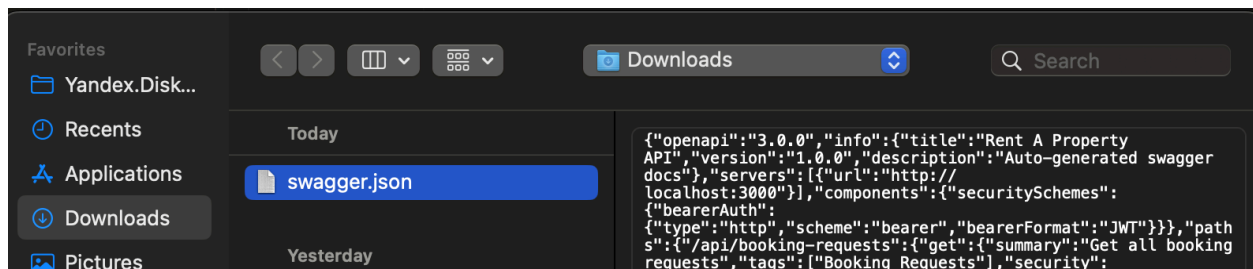 Favorites
Yandex.Disk...
Recents
Applications
Downloads
Pictures
Downloads
Search
Today
swagger.json
Yesterday
{"openapi":"3.0.0","info":{"title":"Rent A Property
API","version":"1.0.0","description":"Auto-generated swagger
docs"},"servers":[{"url":"http://
localhost:3000"}],"components":{"securitySchemes":
{"bearerAuth":
{"type":"http","scheme":"bearer","bearerFormat":"JWT"}}},"path
s":{"/api/booking-requests":{"get":{"summary":"Get all booking
requests","tags":["Booking Requests"],"security":